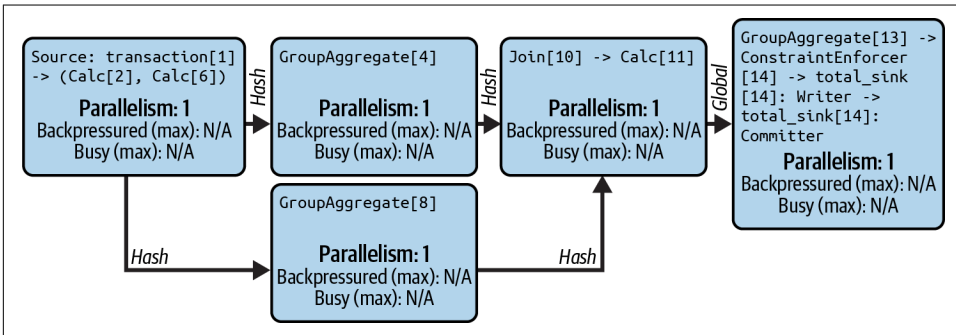 Source: transaction[1]
-> (Calc[2], Calc[6])
Parallelism: 1
Backpressured (max): N/A
Busy (max): N/A
Hash
GroupAggregate[4]
Parallelism: 1
Backpressured (max): N/A
Busy (max): N/A
Hash
Join[10] -> Calc[11]
Parallelism: 1
Backpressured (max): N/A
Busy (max): N/A
Global
GroupAggregate[13] ->
ConstraintEnforcer
[14] -> total_sink
[14]: Writer ->
total_sink[14]:
Committer
Parallelism: 1
Backpressured (max): N/A
Busy (max): N/A
Hash
GroupAggregate[8]
Parallelism: 1
Backpressured (max): N/A
Busy (max): N/A
Hash